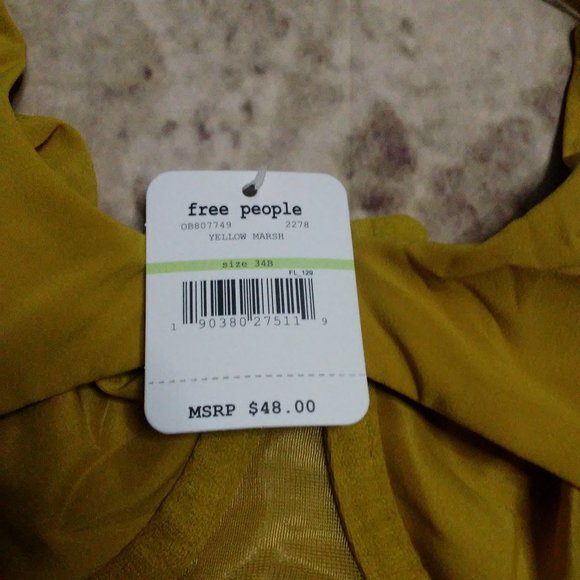 free people
OB807749 2278
YELLOW MARSH
size 34B
FL_129
1 90380 27511 9
MSRP $48.00